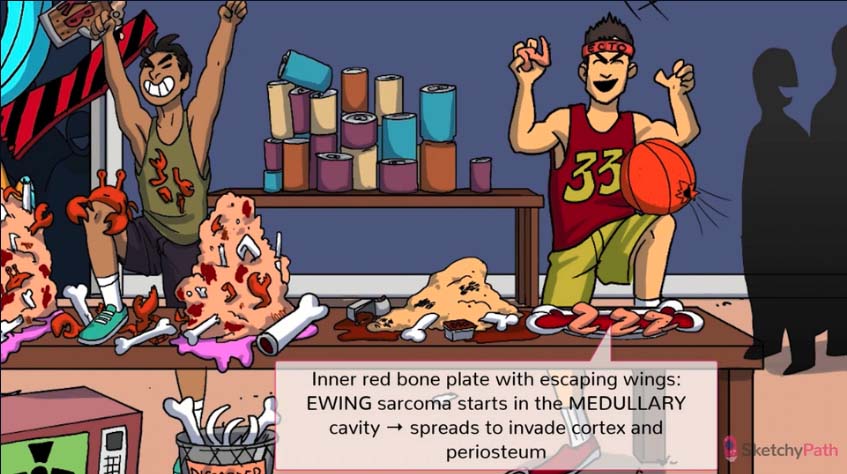 ECTO
33
Inner red bone plate with escaping wings:
EWING sarcoma starts in the MEDULLARY
cavity → spreads to invade cortex and
periosteum
SketchyPath